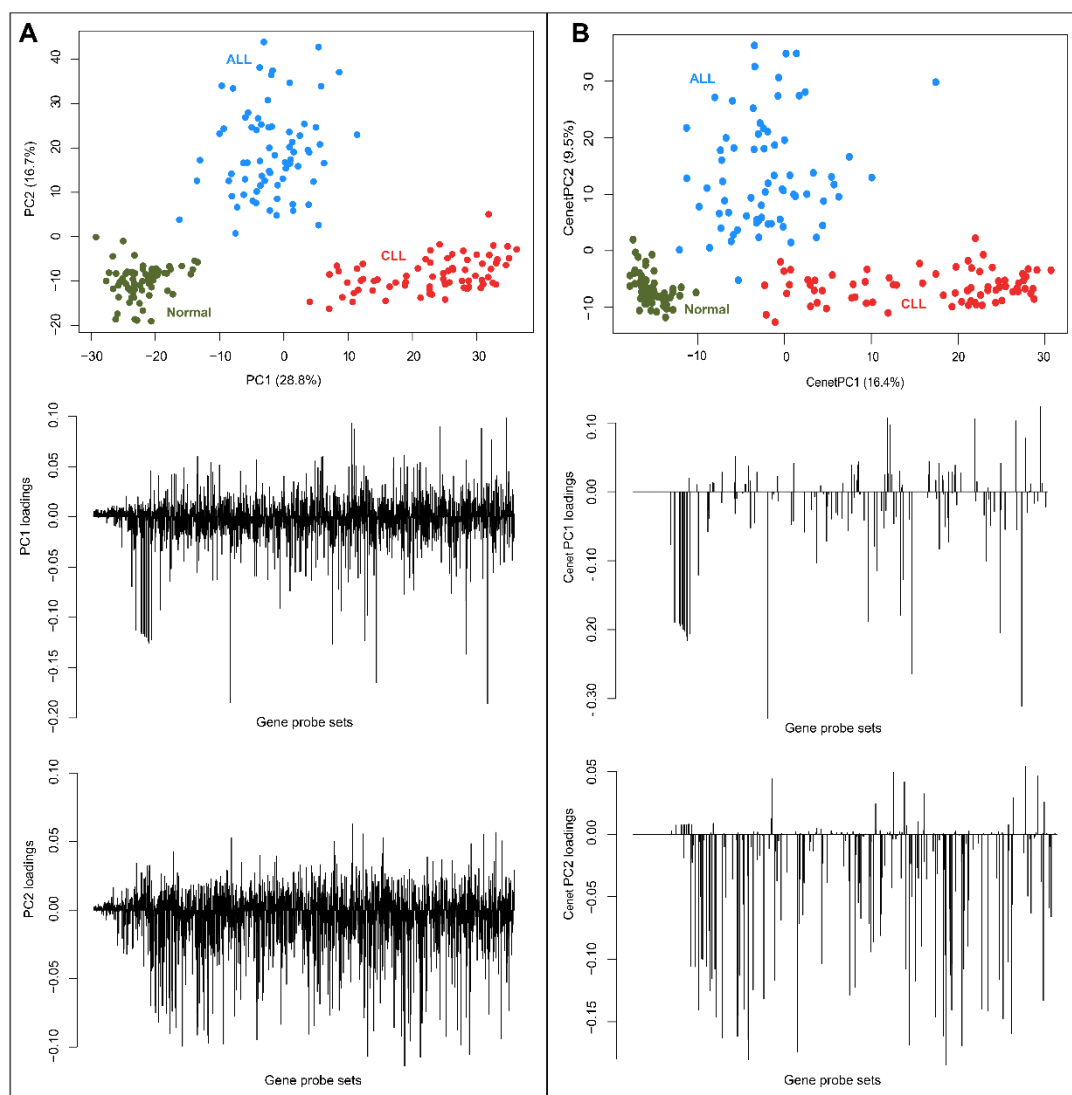 A
ALL
CLL
Normal
40
30
20
10
0
−10
−20
PC2 (16.7%)
−30
−20
−10
0
10
20
30
PC1 (28.8%)
0.10
0.05
0.00
−0.05
−0.10
−0.15
−0.20
PC1 loadings
Gene probe sets
0.10
0.05
0.00
−0.05
−0.10
PC2 loadings
Gene probe sets
B
ALL
CLL
Normal
30
20
10
0
−10
CenetPC2 (9.5%)
−10
0
10
20
30
CenetPC1 (16.4%)
0.10
0.00
- 0.10
0.20
- 0.30
Cenet PC1 loadings
Gene probe sets
0.05
0.00
−0.05
−0.10
−0.15
Cenet PC2 loadings
Gene probe sets